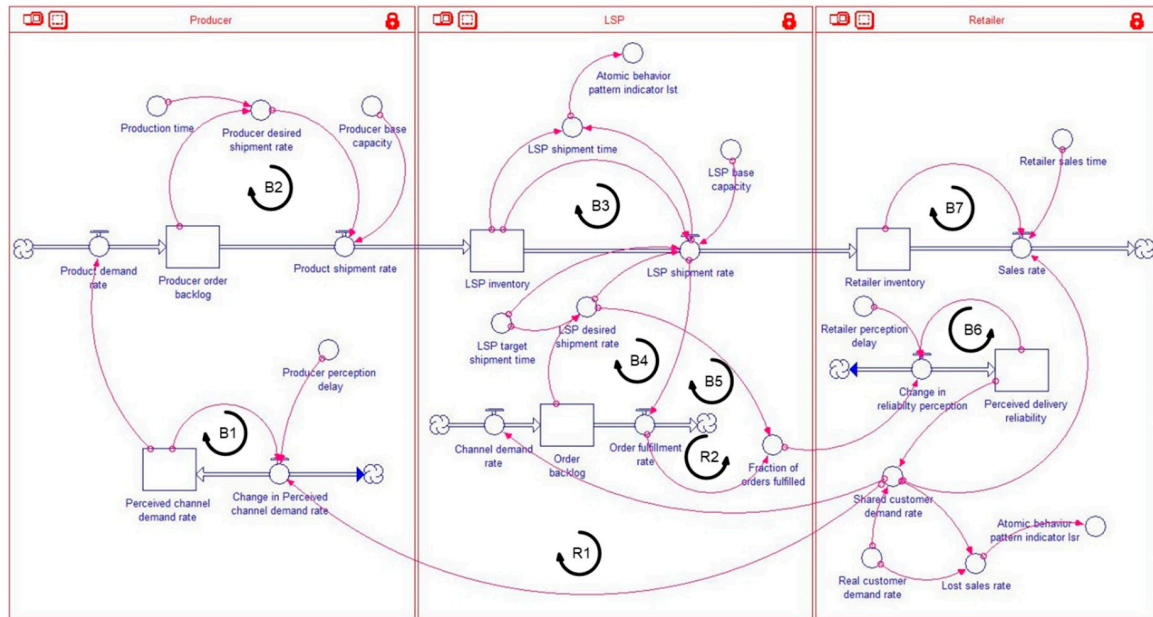 Producer
Production time
Producer desired
shipment rate
Producer base
capacity
B2
Product demand
rate
Producer order
backlog
Product shipment rate
Producer perception
delay
B1
Perceived channel
demand rate
Change in Perceived
channel demand rate
LSP
Atomic behavior
pattern indicator lst
LSP shipment time
LSP base
capacity
B3
LSP inventory
LSP shipment rate
LSP target
shipment time
LSP desired
shipment rate
B4
B5
Channel demand
rate
Order
backlog
Order fulfillment
rate
R2
Fraction of
orders fulfilled
R1
Retailer
Retailer sales time
B7
Retailer inventory
Sales rate
Retailer perception
delay
B6
Change in
reliabilty perception
Perceived delivery
reliability
Shared customer
demand rate
Atomic behavior
pattern indicator lsr
Real customer
demand rate
Lost sales rate